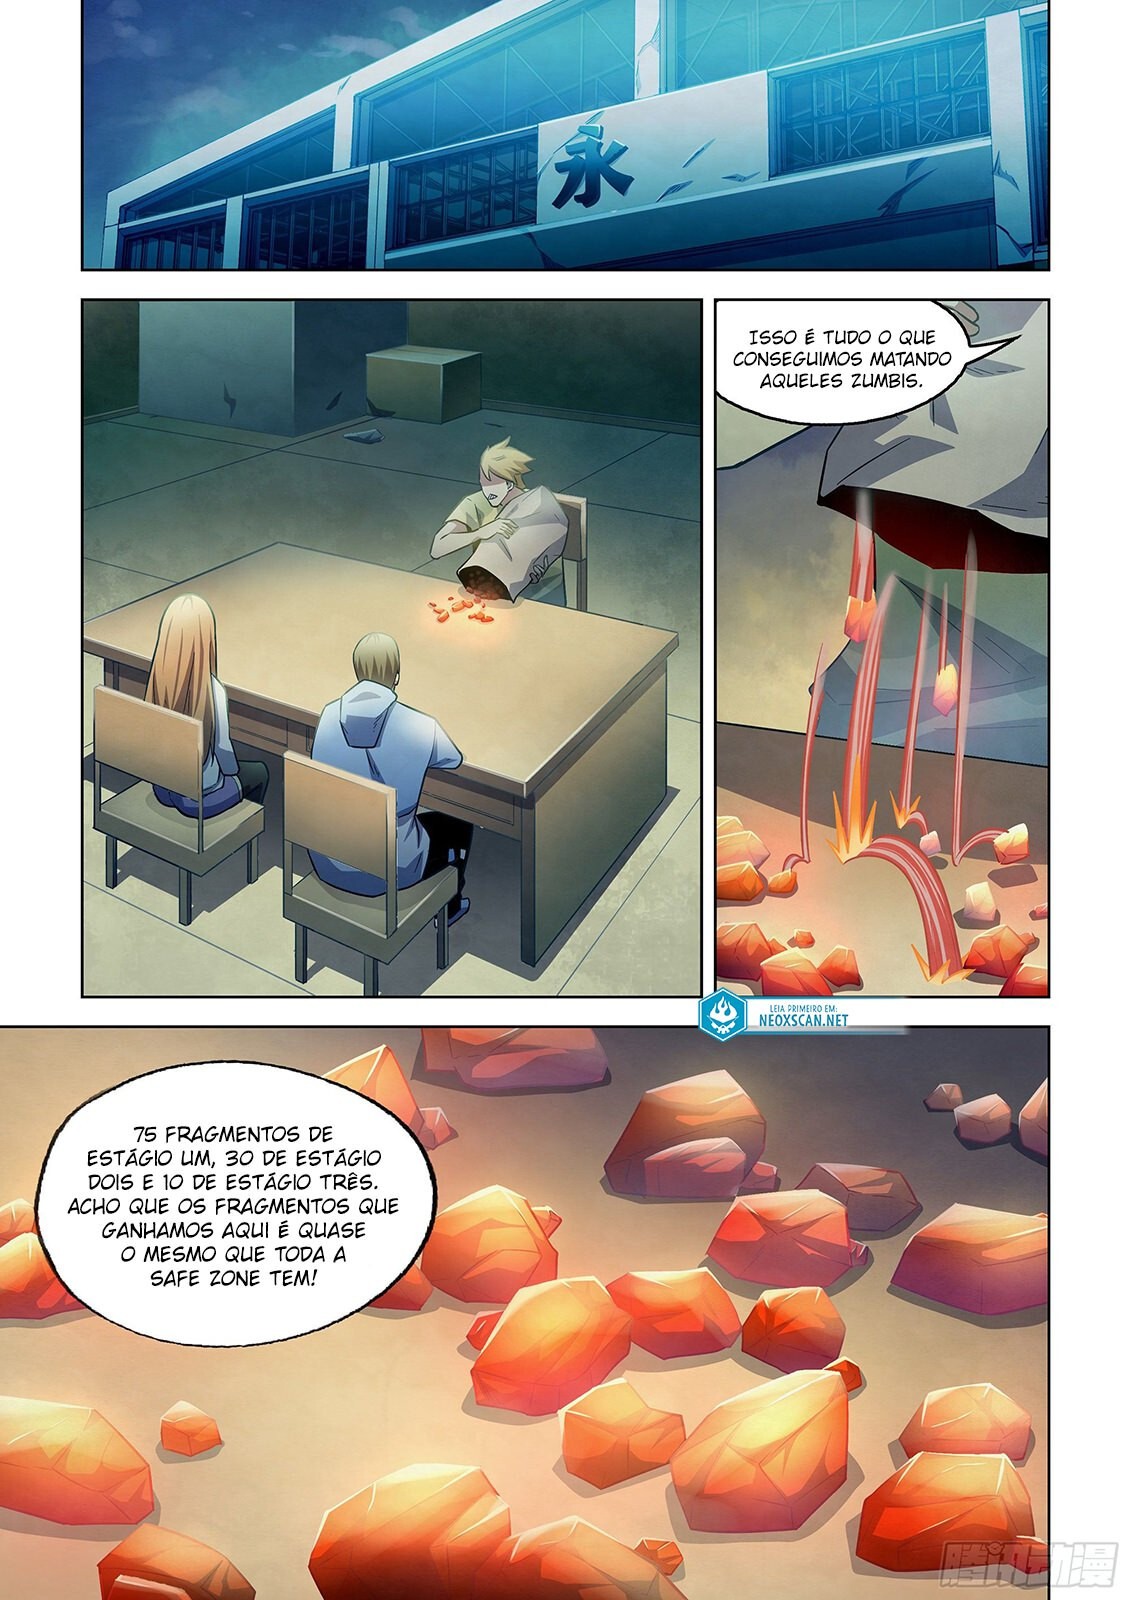 永
ISSO É TUDO O QUE
CONSEGUIMOS MATANDO
AQUELES ZUMBIS.
LEIA PRIMEIRO EM:
NEOXSCAN.NET
75 FRAGMENTOS DE
ESTÁGIO UM, 30 DE ESTÁGIO
DOIS E 10 DE ESTÁGIO TRÊS.
ACHO QUE OS FRAGMENTOS QUE
GANHAMOS AQUI É QUASE
O MESMO QUE TODA A
SAFE ZONE TEM!
腾讯动漫